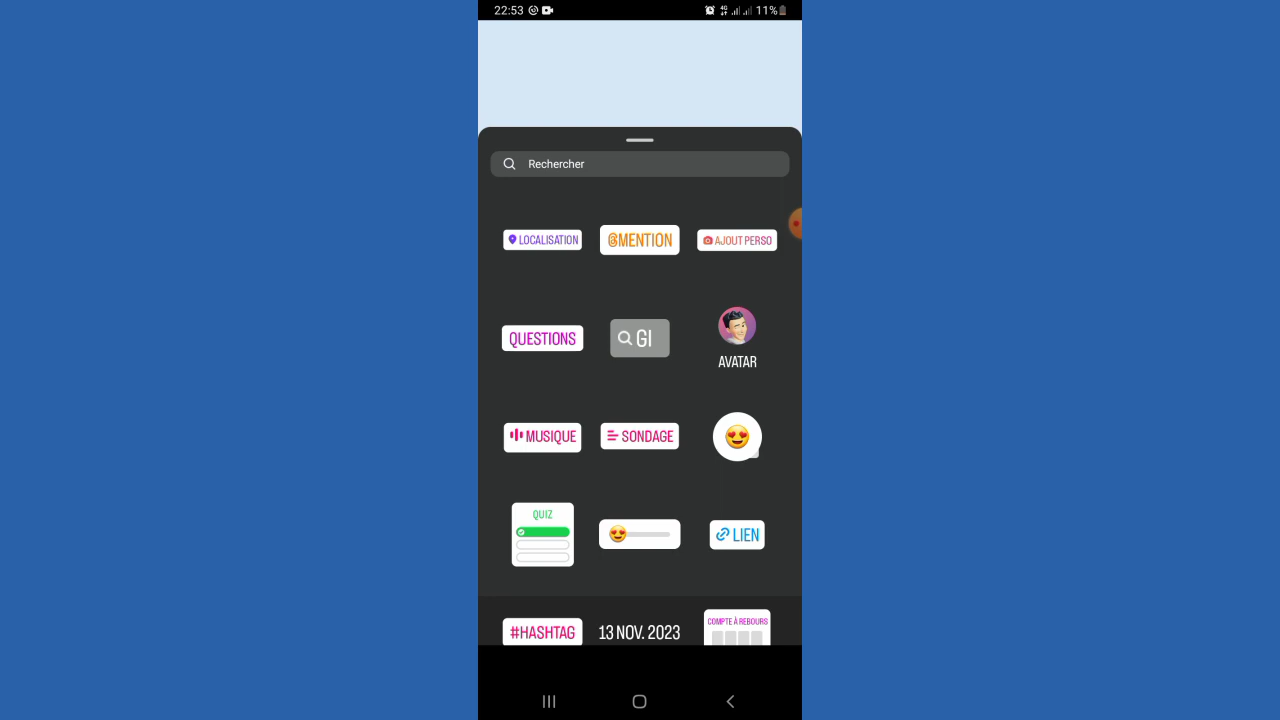 22:53 4G 11%
Rechercher
LOCALISATION @MENTION AJOUT PERSO
QUESTIONS GI
AVATAR
MUSIQUE SONDAGE
QUIZ
LIEN
#HASHTAG 13 NOV. 2023 COMPTE À REBOURS